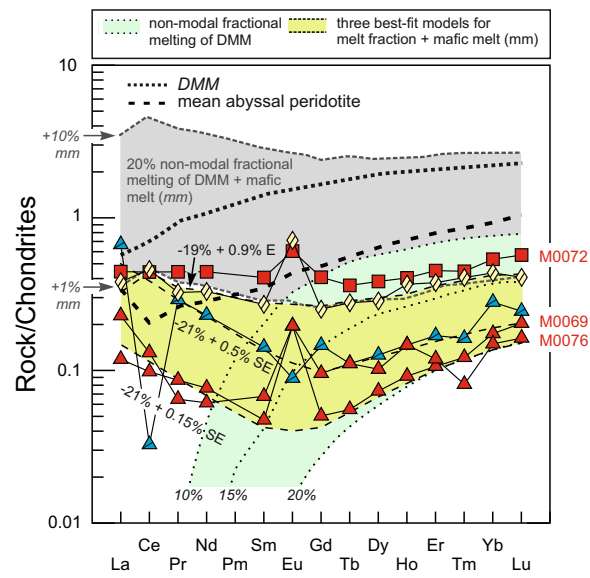 non-modal fractional
melting of DMM
three best-fit models for
melt fraction + mafic melt (mm)
10
DMM
mean abyssal peridotite
+10%
mm
20% non-modal fractional
melting of DMM + mafic
melt (mm)
1
-19% + 0.9% E
M0072
+1%
mm
-21% + 0.5% SE
M0069
M0076
0.1
-21% + 0.15% SE
10%
15%
20%
0.01
Rock/Chondrites
Ce Nd Sm Gd Dy Er Yb
La Pr Pm Eu Tb Ho Tm Lu